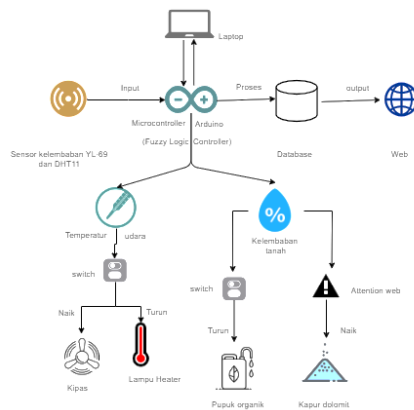 Laptop
Input
Proses
output
Microcontroller Arduino
(Fuzzy Logic Controller)
Sensor kelembaban YL-69
dan DHT11
Database
Web
%
Temperatur udara
Kelembaban
tanah
switch
switch
Attention web
Naik
Turun
Turun
Naik
Kipas
Lampu Heater
Pupuk organik
Kapur dolomit